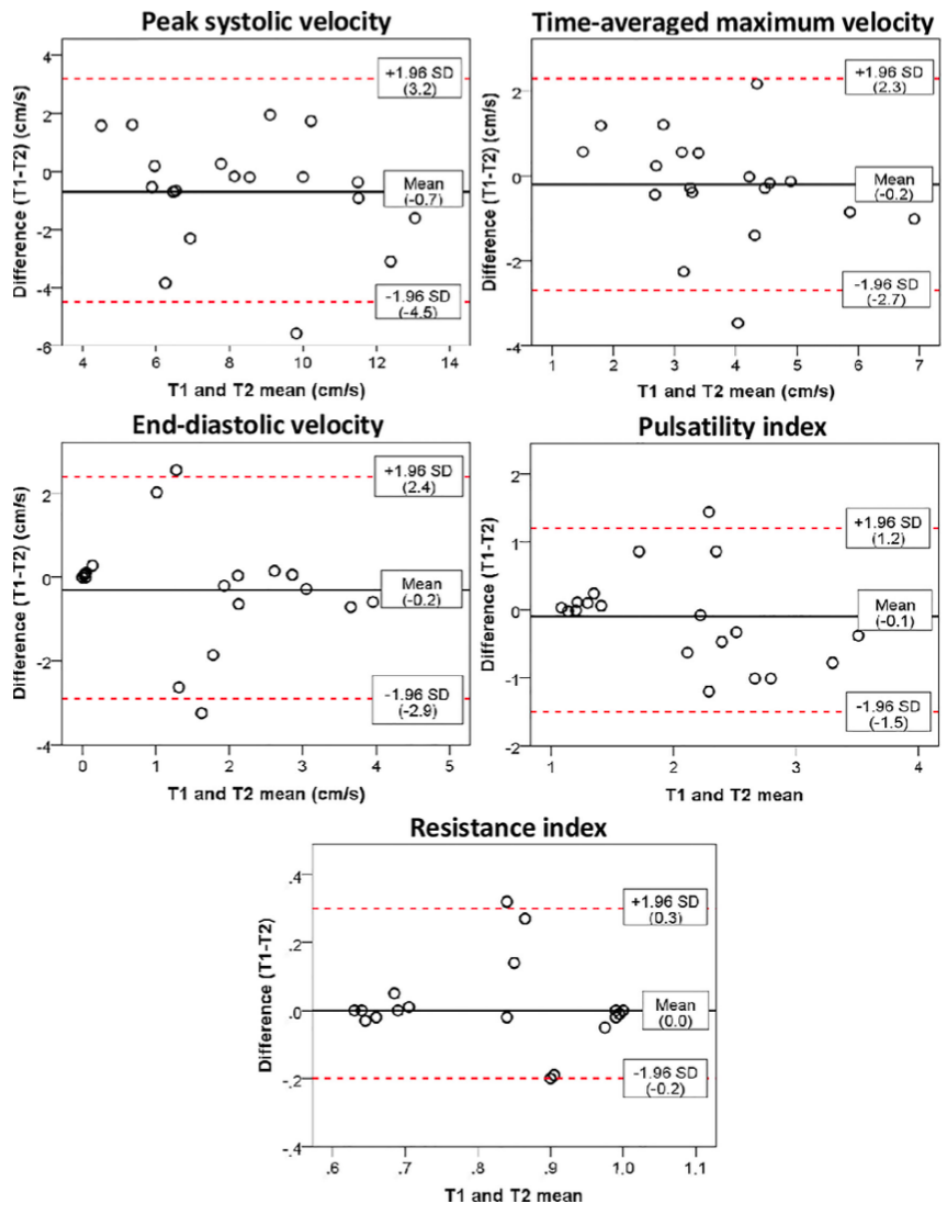 Peak systolic velocity
Difference (T1-T2) (cm/s)
4
2
0
-2
-4
-6
+1.96 SD
(3.2)
Mean
(-0.7)
-1.96 SD
(-4.5)
4 6 8 10 12 14
T1 and T2 mean (cm/s)
Time-averaged maximum velocity
Difference (T1-T2) (cm/s)
2
0
-2
-4
+1.96 SD
(2.3)
Mean
(-0.2)
-1.96 SD
(-2.7)
1 2 3 4 5 6 7
T1 and T2 mean (cm/s)
End-diastolic velocity
Difference (T1-T2) (cm/s)
2
0
-2
-4
+1.96 SD
(2.4)
Mean
(-0.2)
-1.96 SD
(-2.9)
0 1 2 3 4 5
T1 and T2 mean (cm/s)
Pulsatility index
Difference (T1-T2)
2
1
0
-1
-2
+1.96 SD
(1.2)
Mean
(-0.1)
-1.96 SD
(-1.5)
1 2 3 4
T1 and T2 mean
Resistance index
Difference (T1-T2)
.4
.2
.0
-.2
-.4
+1.96 SD
(0.3)
Mean
(0.0)
-1.96 SD
(-0.2)
.6 .7 .8 .9 1.0 1.1
T1 and T2 mean